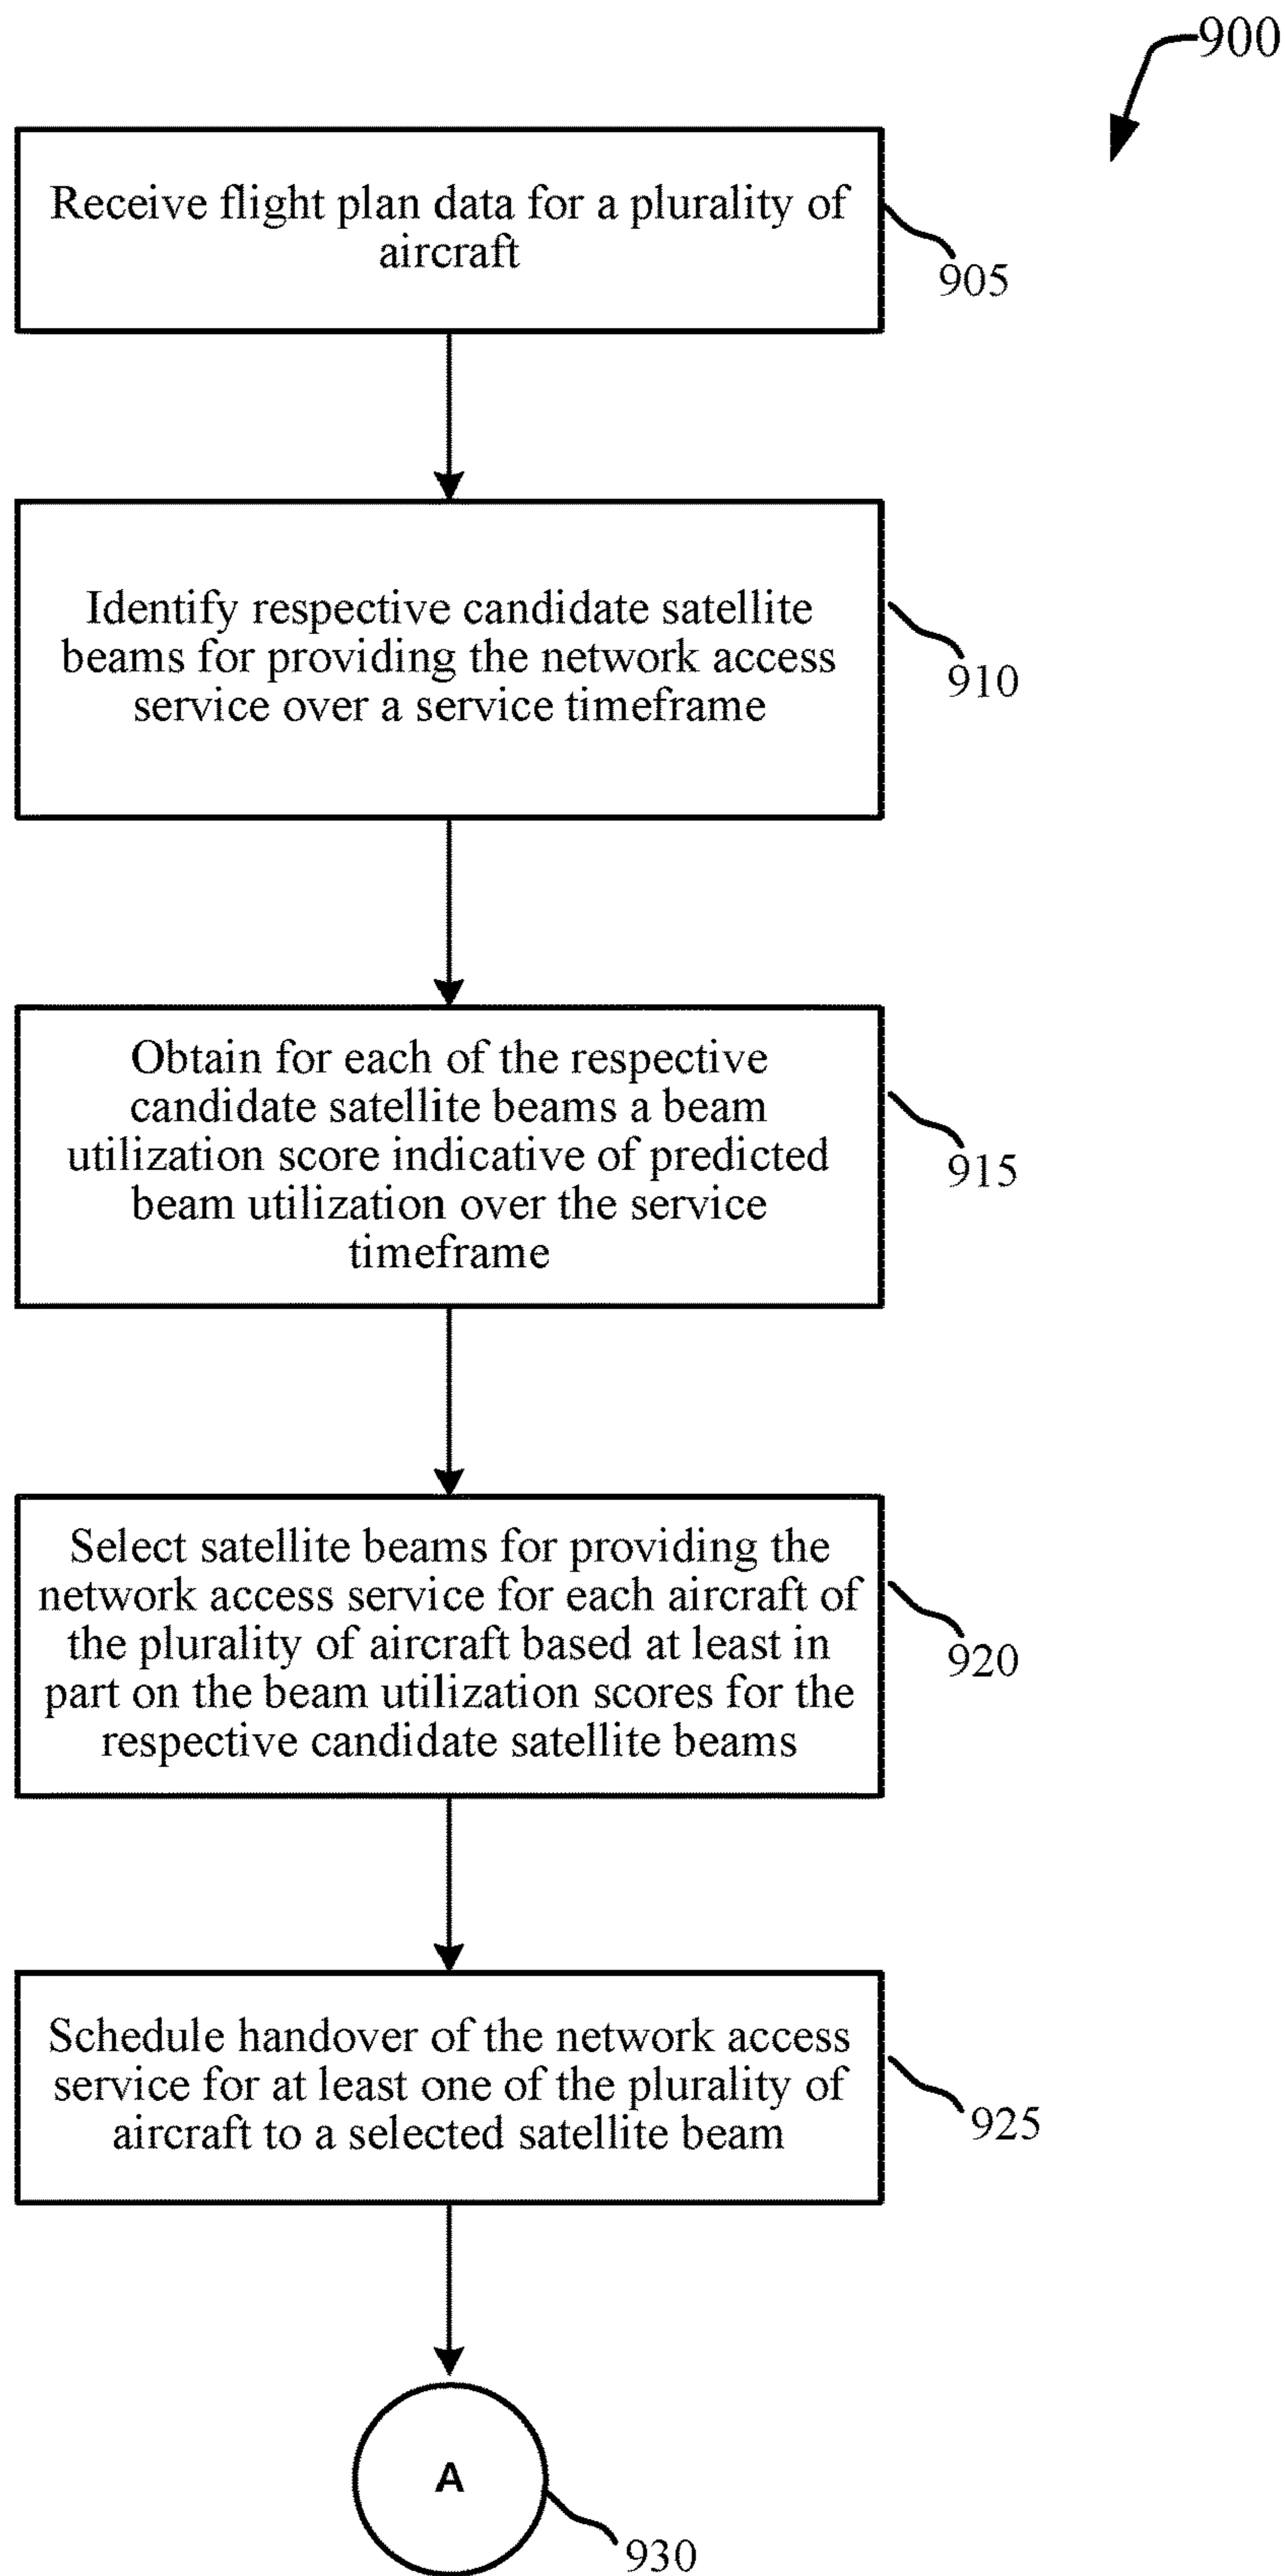 900
Receive flight plan data for a plurality of
aircraft
905
Identify respective candidate satellite
beams for providing the network access
service over a service timeframe
910
Obtain for each of the respective
candidate satellite beams a beam
utilization score indicative of predicted
beam utilization over the service
timeframe
915
Select satellite beams for providing the
network access service for each aircraft of
the plurality of aircraft based at least in
part on the beam utilization scores for the
respective candidate satellite beams
920
Schedule handover of the network access
service for at least one of the plurality of
aircraft to a selected satellite beam
925
A
930